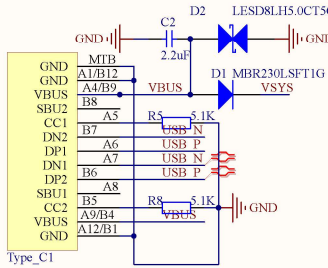 D2 LESD8LH5.0CT5
C2
GND GND
2.2uF
D1 MBR230LSFT1G
VBUS VSYS
MTB
GND
GND A1/B12
VBUS A4/B9
SBU2 B8
CC1 A5 R5 5.1K
DN2 B7 USB_N
DP1 A6 USB_P
DN1 A7 USB_N
DP2 B6 USB_P
SBU1 A8
CC2 B5 R8 5.1K GND
VBUS A9/B4 VBUS
GND A12/B1
Type_C1